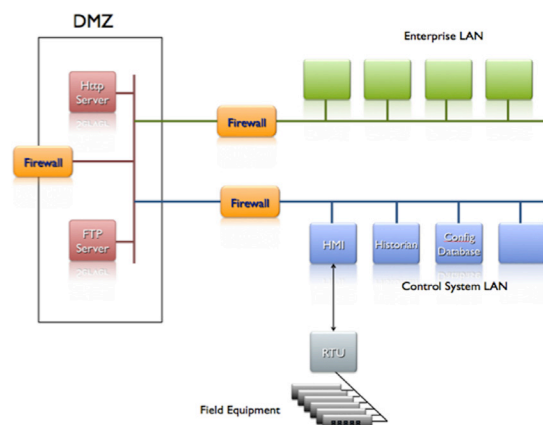 DMZ
Enterprise LAN
Http
Server
Firewall
Firewall
Firewall
FTP
Server
HMI
Historian
Config
Database
Control System LAN
RTU
Field Equipment